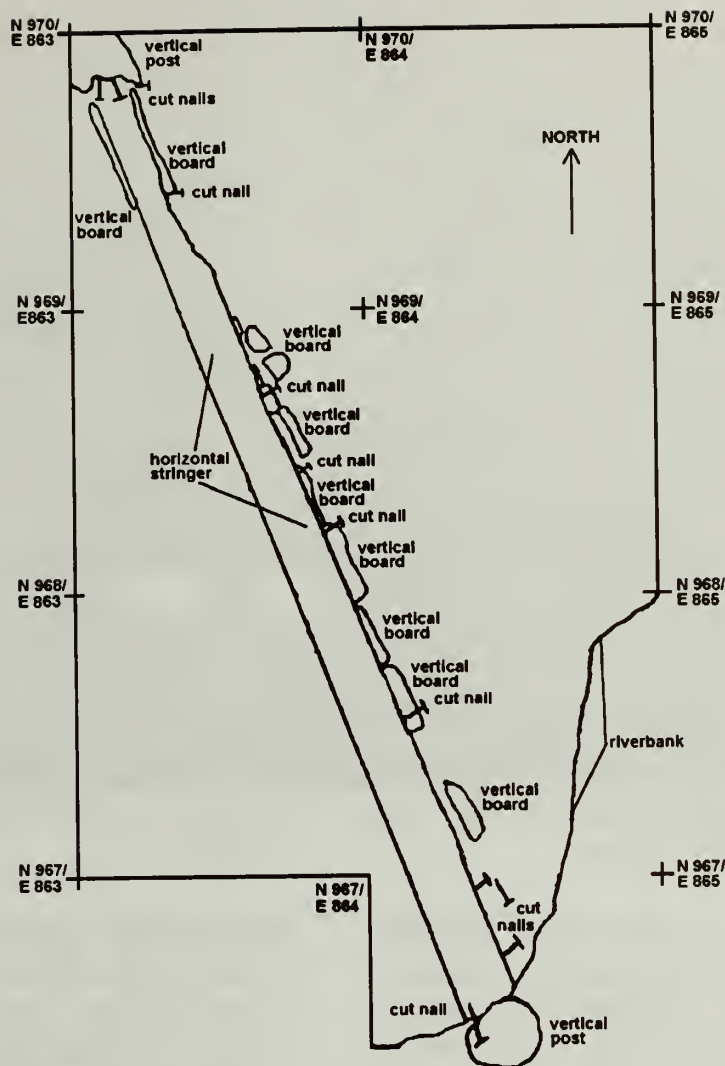 N 970/
E 863
N 970/
E 864
N 970/
E 865
vertical
post
cut nails
NORTH
vertical
board
cut nail
vertical
board
N 969/
E863
N 969/
E 864
N 969/
E 865
vertical
board
cut nail
vertical
board
horizontal
stringer
cut nail
vertical
board
cut nail
vertical
board
N 968/
E 863
N 968/
E 865
vertical
board
vertical
board
cut nail
riverbank
vertical
board
N 967/
E 863
N 967/
E 864
N 967/
E 865
cut
nails
cut nail
vertical
post